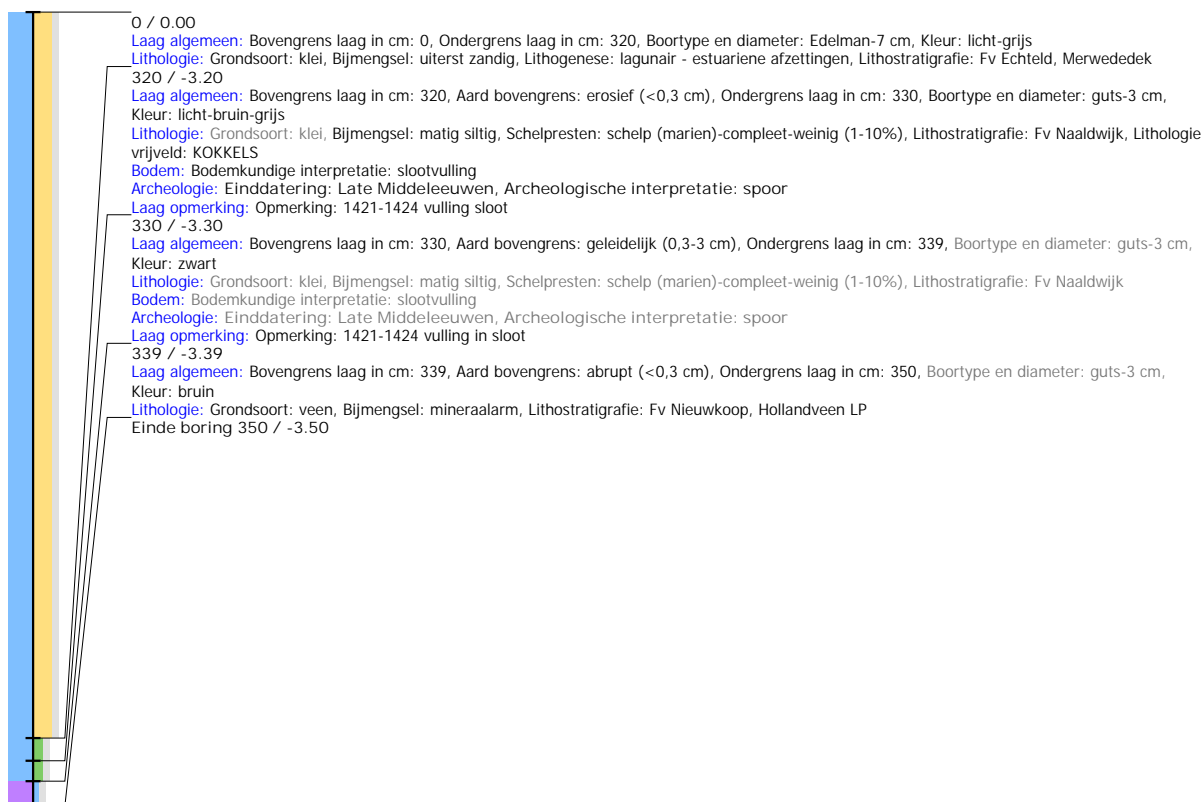 0 / 0.00
Laag algemeen: Bovengrens laag in cm: 0, Ondergrens laag in cm: 320, Boortype en diameter: Edelman-7 cm, Kleur: licht-grijs
Lithologie: Grondsoort: klei, Bijmengsel: uiterst zandig, Lithogenese: lagunair - estuariene afzettingen, Lithostratigrafie: Fv Echteld, Merwededek
320 / -3.20
Laag algemeen: Bovengrens laag in cm: 320, Aard bovengrens: erosief (<0,3 cm), Ondergrens laag in cm: 330, Boortype en diameter: guts-3 cm,
Kleur: licht-bruin-grijs
Lithologie: Grondsoort: klei, Bijmengsel: matig siltig, Schelpresten: schelp (marien)-compleet-weinig (1-10%), Lithostratigrafie: Fv Naaldwijk, Lithologie
vrijveld: KOKKELS
Bodem: Bodemkundige interpretatie: slootvulling
Archeologie: Einddatering: Late Middeleeuwen, Archeologische interpretatie: spoor
Laag opmerking: Opmerking: 1421-1424 vulling sloot
330 / -3.30
Laag algemeen: Bovengrens laag in cm: 330, Aard bovengrens: geleidelijk (0,3-3 cm), Ondergrens laag in cm: 339, Boortype en diameter: guts-3 cm,
Kleur: zwart
Lithologie: Grondsoort: klei, Bijmengsel: matig siltig, Schelpresten: schelp (marien)-compleet-weinig (1-10%), Lithostratigrafie: Fv Naaldwijk
Bodem: Bodemkundige interpretatie: slootvulling
Archeologie: Einddatering: Late Middeleeuwen, Archeologische interpretatie: spoor
Laag opmerking: Opmerking: 1421-1424 vulling in sloot
339 / -3.39
Laag algemeen: Bovengrens laag in cm: 339, Aard bovengrens: abrupt (<0,3 cm), Ondergrens laag in cm: 350, Boortype en diameter: guts-3 cm,
Kleur: bruin
Lithologie: Grondsoort: veen, Bijmengsel: mineraalarm, Lithostratigrafie: Fv Nieuwkoop, Hollandveen LP
Einde boring 350 / -3.50